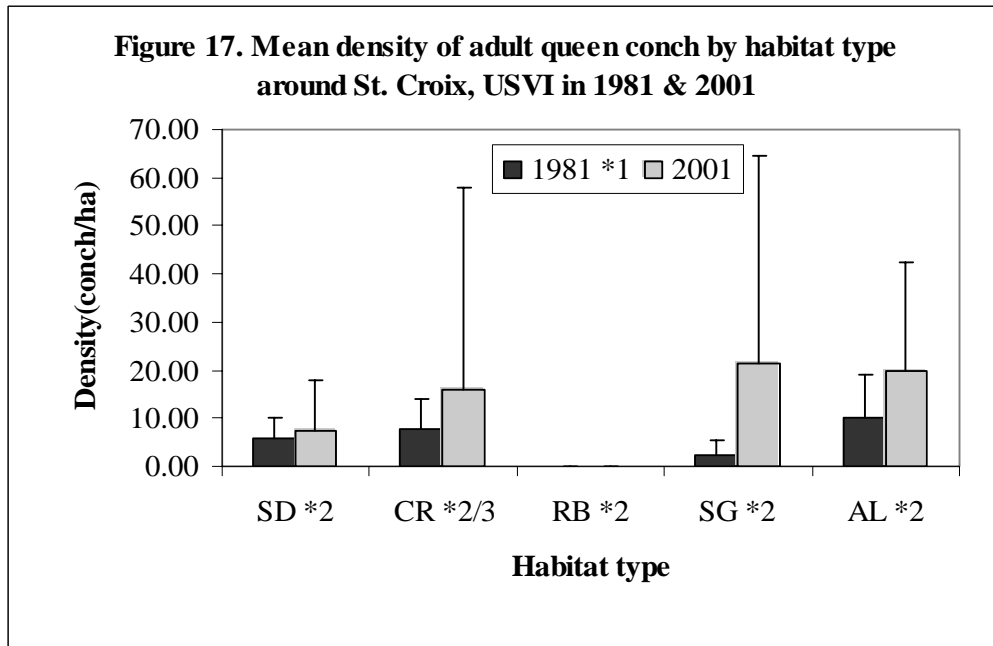 Figure 17. Mean density of adult queen conch by habitat type
around St. Croix, USVI in 1981 & 2001
70.00
60.00
50.00
40.00
30.00
20.00
10.00
0.00
Density(conch/ha)
1981 *1 2001
SD *2 CR *2/3 RB *2 SG *2 AL *2
Habitat type